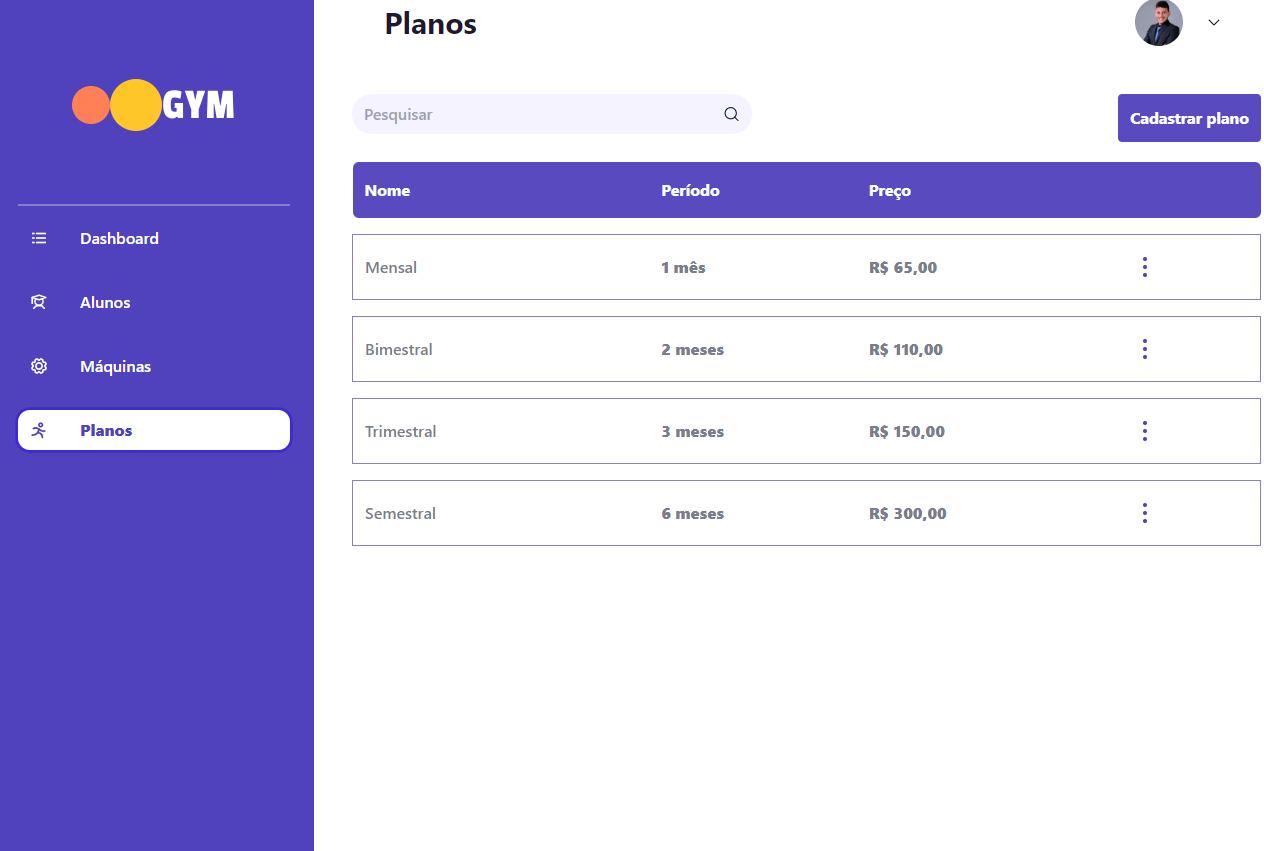 Planos
GYM
Pesquisar
Cadastrar plano
Nome Período Preço
Dashboard
Alunos
Máquinas
Planos
Mensal 1 mês R$ 65,00
Bimestral 2 meses R$ 110,00
Trimestral 3 meses R$ 150,00
Semestral 6 meses R$ 300,00